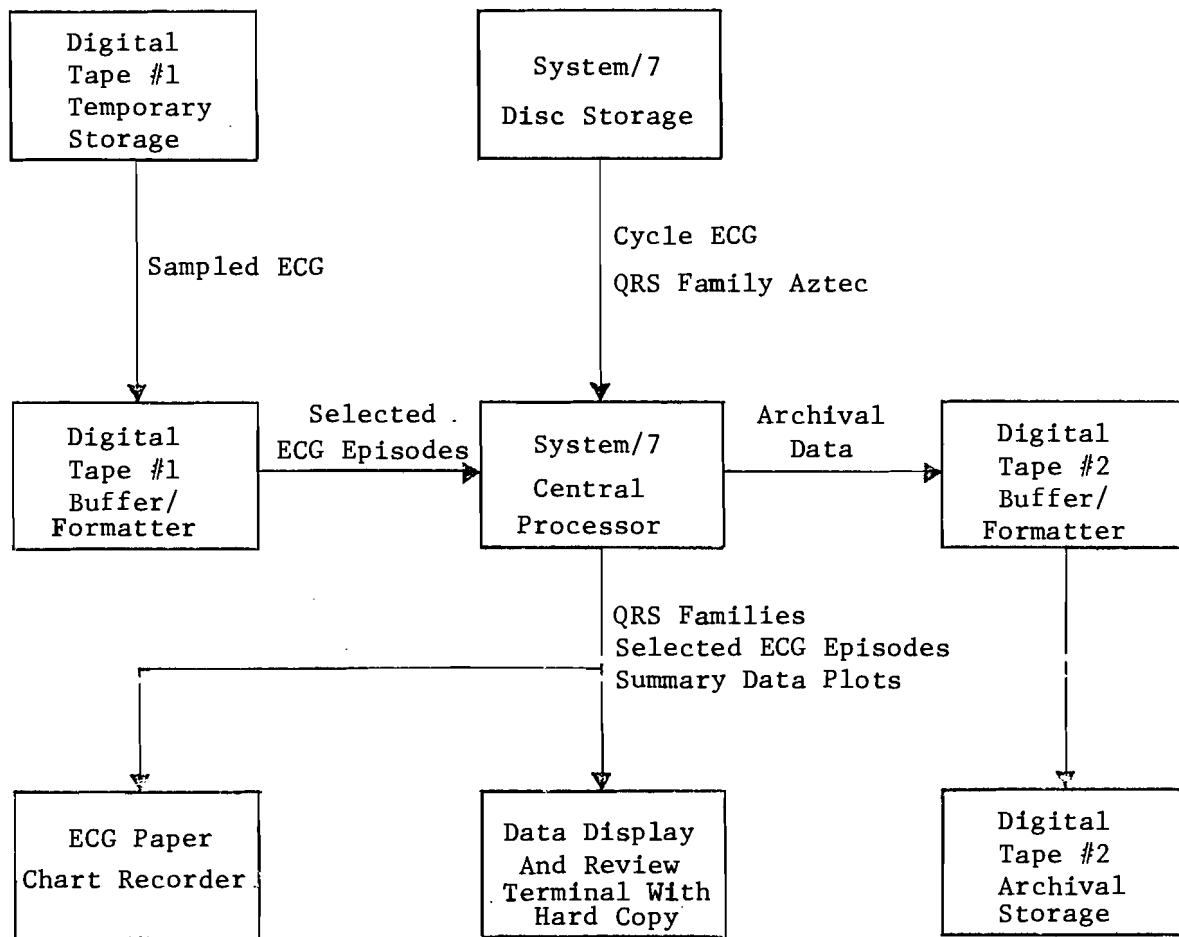 Digital
Tape #1
Temporary
Storage
System/7
Disc Storage
Sampled ECG
Cycle ECG
QRS Family Aztec
Digital
Tape #1
Buffer/
Formatter
Selected
ECG Episodes
System/7
Central
Processor
Archival
Data
Digital
Tape #2
Buffer/
Formatter
QRS Families
Selected ECG Episodes
Summary Data Plots
ECG Paper
Chart Recorder
Data Display
And Review
Terminal With
Hard Copy
Digital
Tape #2
Archival
Storage